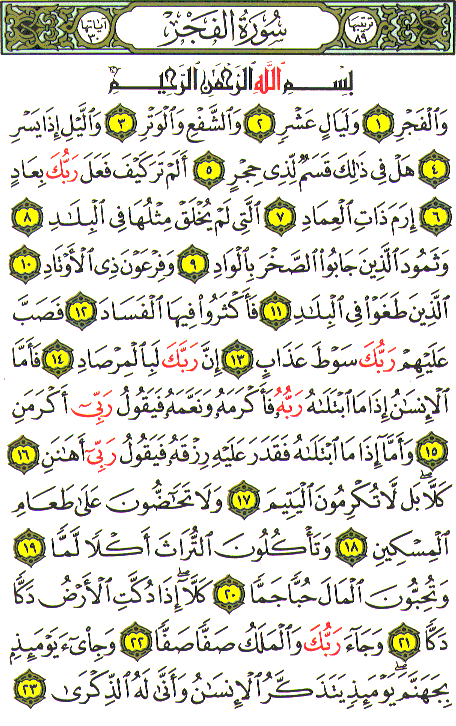 ترتيبها ٨٩ سُورَةُ الفَجْرِ آياتها ٣٠
بِسْمِ ٱللَّهِ ٱلرَّحْمَٰنِ ٱلرَّحِيمِ
وَٱلْفَجْرِ ١ وَلَيَالٍ عَشْرٍ ٢ وَٱلشَّفْعِ وَٱلْوَتْرِ ٣ وَٱلَّيْلِ إِذَا يَسْرِ
٤ هَلْ فِى ذَٰلِكَ قَسَمٌ لِّذِى حِجْرٍ ٥ أَلَمْ تَرَ كَيْفَ فَعَلَ رَبُّكَ بِعَادٍ
٦ إِرَمَ ذَاتِ ٱلْعِمَادِ ٧ ٱلَّتِى لَمْ يُخْلَقْ مِثْلُهَا فِى ٱلْبِلَٰدِ ٨
وَثَمُودَ ٱلَّذِينَ جَابُوا۟ ٱلصَّخْرَ بِٱلْوَادِ ٩ وَفِرْعَوْنَ ذِى ٱلْأَوْتَادِ ١٠
ٱلَّذِينَ طَغَوْا۟ فِى ٱلْبِلَٰدِ ١١ فَأَكْثَرُوا۟ فِيهَا ٱلْفَسَادَ ١٢ فَصَبَّ
عَلَيْهِمْ رَبُّكَ سَوْطَ عَذَابٍ ١٣ إِنَّ رَبَّكَ لَبِٱلْمِرْصَادِ ١٤ فَأَمَّا
ٱلْإِنسَٰنُ إِذَا مَا ٱبْتَلَىٰهُ رَبُّهُۥ فَأَكْرَمَهُۥ وَنَعَّمَهُۥ فَيَقُولُ رَبِّىٓ أَكْرَمَنِ
١٥ وَأَمَّآ إِذَا مَا ٱبْتَلَىٰهُ فَقَدَرَ عَلَيْهِ رِزْقَهُۥ فَيَقُولُ رَبِّىٓ أَهَٰنَنِ ١٦
كَلَّا ۖ بَل لَّا تُكْرِمُونَ ٱلْيَتِيمَ ١٧ وَلَا تَحَٰٓضُّونَ عَلَىٰ طَعَامِ
ٱلْمِسْكِينِ ١٨ وَتَأْكُلُونَ ٱلتُّرَاثَ أَكْلًا لَّمًّا ١٩
وَتُحِبُّونَ ٱلْمَالَ حُبًّا جَمًّا ٢٠ كَلَّآ ۖ إِذَا دُكَّتِ ٱلْأَرْضُ دَكًّا
دَكًّا ٢١ وَجَآءَ رَبُّكَ وَٱلْمَلَكُ صَفًّا صَفًّا ٢٢ وَجِا۟ىٓءَ يَوْمَئِذٍۭ
بِجَهَنَّمَ ۚ يَوْمَئِذٍ يَتَذَكَّرُ ٱلْإِنسَٰنُ وَأَنَّىٰ لَهُ ٱلذِّكْرَىٰ ٢٣